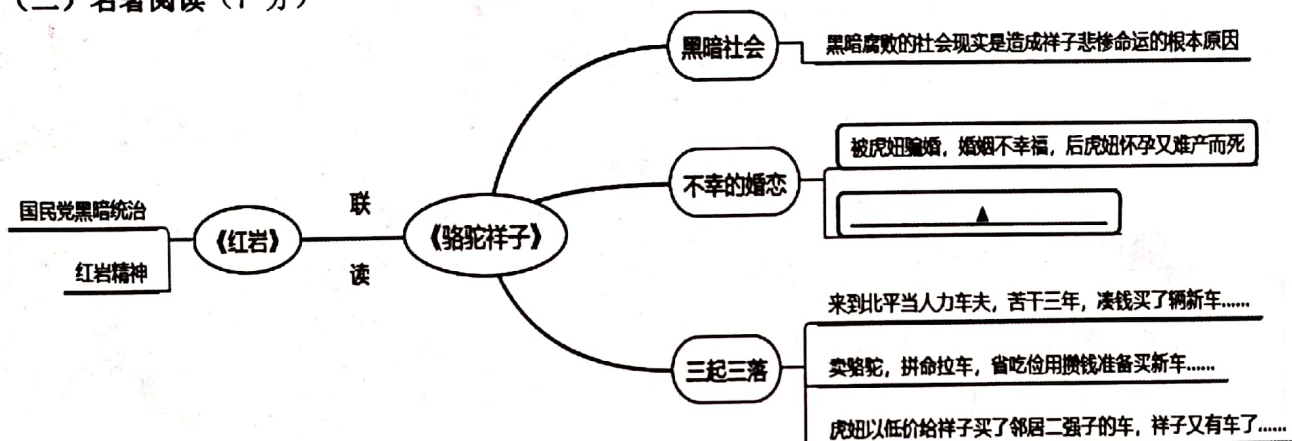 （二）名著阅读（7 分）
黑暗社会
黑暗腐败的社会现实是造成祥子悲惨命运的根本原因
不幸的婚恋
被虎妞骗婚，婚姻不幸福，后虎妞怀孕又难产而死
▲
国民党黑暗统治
红岩精神
《红岩》
联
读
《骆驼祥子》
三起三落
来到北平当人力车夫，苦干三年，凑钱买了辆新车......
卖骆驼，拼命拉车，省吃俭用攒钱准备买新车......
虎妞以低价给祥子买了邻居二强子的车，祥子又有车了......